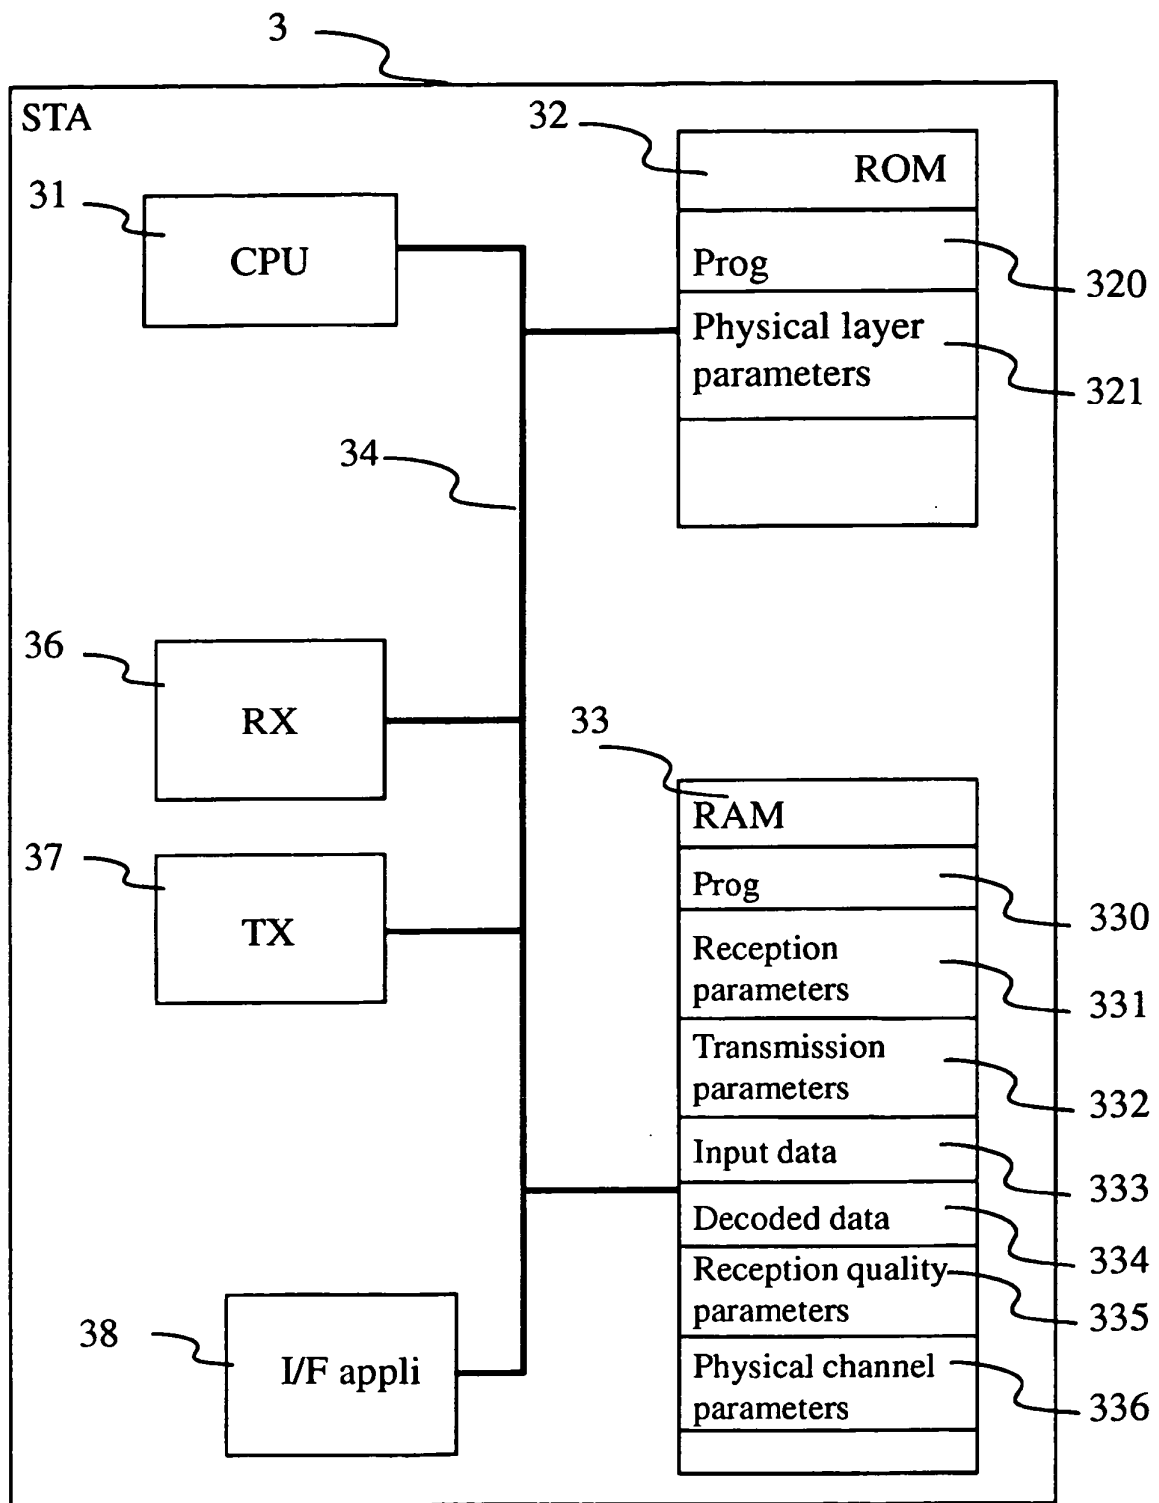 3
STA
32
ROM
31
CPU
Prog
320
Physical layer
parameters
321
34
36
RX
33
RAM
37
TX
Prog
330
Reception
parameters
331
Transmission
parameters
332
Input data
333
Decoded data
334
Reception quality
parameters
335
38
I/F appli
Physical channel
parameters
336